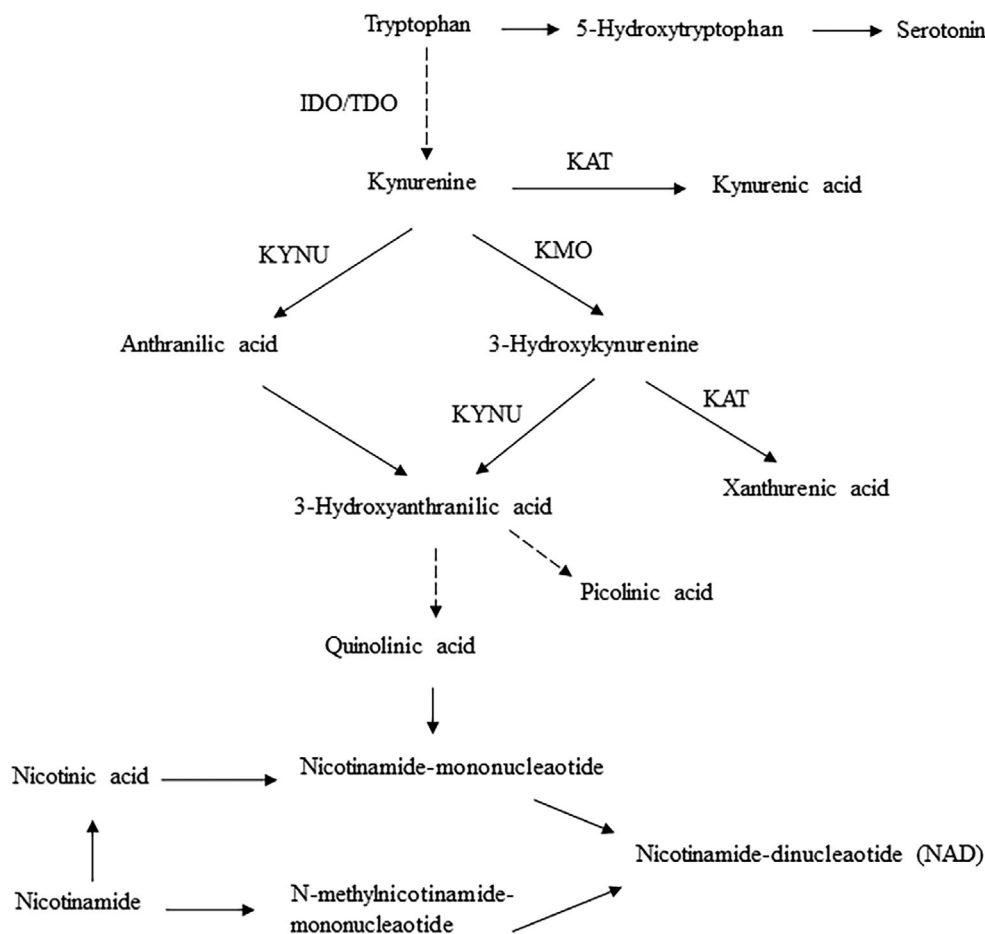 Tryptophan
5-Hydroxytryptophan
Serotonin
IDO/TDO
Kynurenine
KAT
Kynurenic acid
KYNU
KMO
Anthranilic acid
3-Hydroxykynurenine
KYNU
KAT
3-Hydroxyanthranilic acid
Xanthurenic acid
Picolinic acid
Quinolinic acid
Nicotinic acid
Nicotinamide-mononucleaotide
Nicotinamide-dinucleaotide (NAD)
Nicotinamide
N-methylnicotinamide-
mononucleaotide